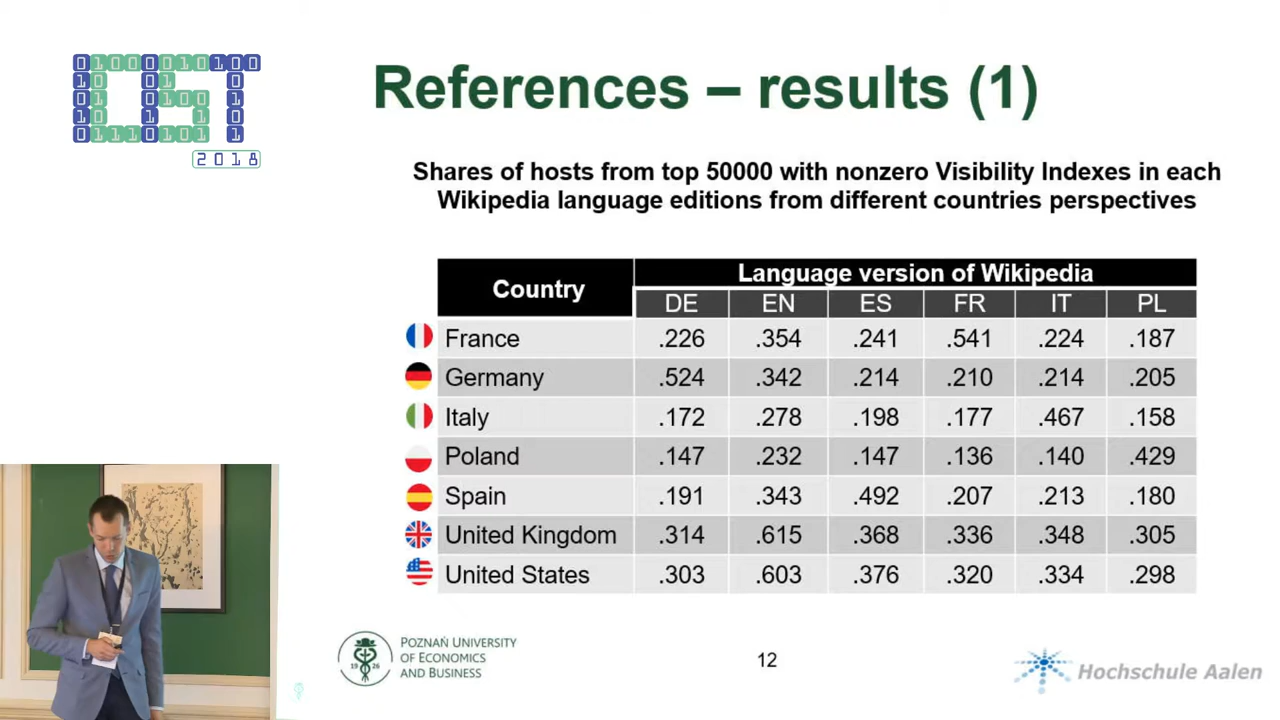 2018
References – results (1)
Shares of hosts from top 50000 with nonzero Visibility Indexes in each
Wikipedia language editions from different countries perspectives
Country Language version of Wikipedia
DE EN ES FR IT PL
France .226 .354 .241 .541 .224 .187
Germany .524 .342 .214 .210 .214 .205
Italy .172 .278 .198 .177 .467 .158
Poland .147 .232 .147 .136 .140 .429
Spain .191 .343 .492 .207 .213 .180
United Kingdom .314 .615 .368 .336 .348 .305
United States .303 .603 .376 .320 .334 .298
19 26
POZNAŃ UNIVERSITY
OF ECONOMICS
AND BUSINESS
12
Hochschule Aalen